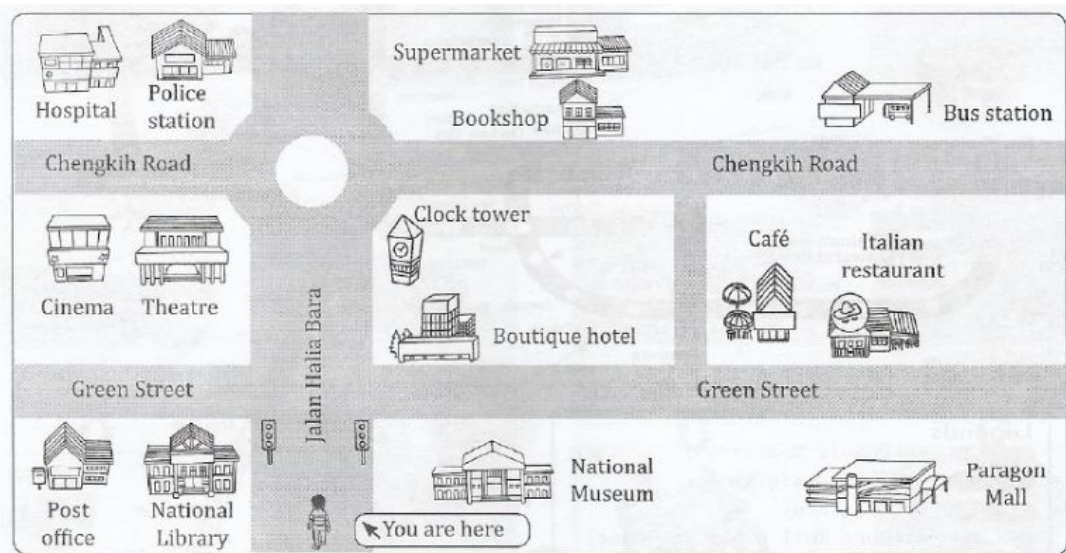 Hospital
Police
station
Supermarket
Bookshop
Bus station
Chengkih Road
Chengkih Road
Cinema
Theatre
Clock tower
Café
Italian
restaurant
Boutique hotel
Jalan Halia Bara
Green Street
Green Street
Post
office
National
Library
National
Museum
Paragon
Mall
You are here